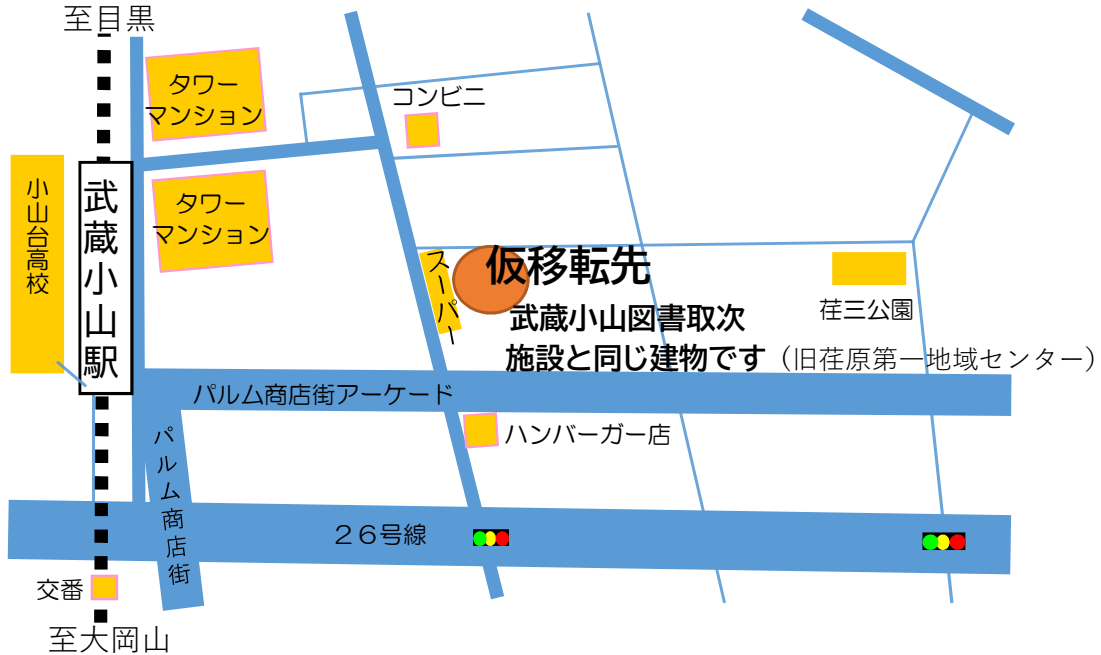 至目黒
タワー
マンション
コンビニ
小山台高校
武蔵小山駅
タワー
マンション
スーパー
仮移転先
武蔵小山図書取次
施設と同じ建物です（旧荏原第一地域センター）
荏三公園
パルム商店街アーケード
パルム商店街
ハンバーガー店
２６号線
交番
至大岡山